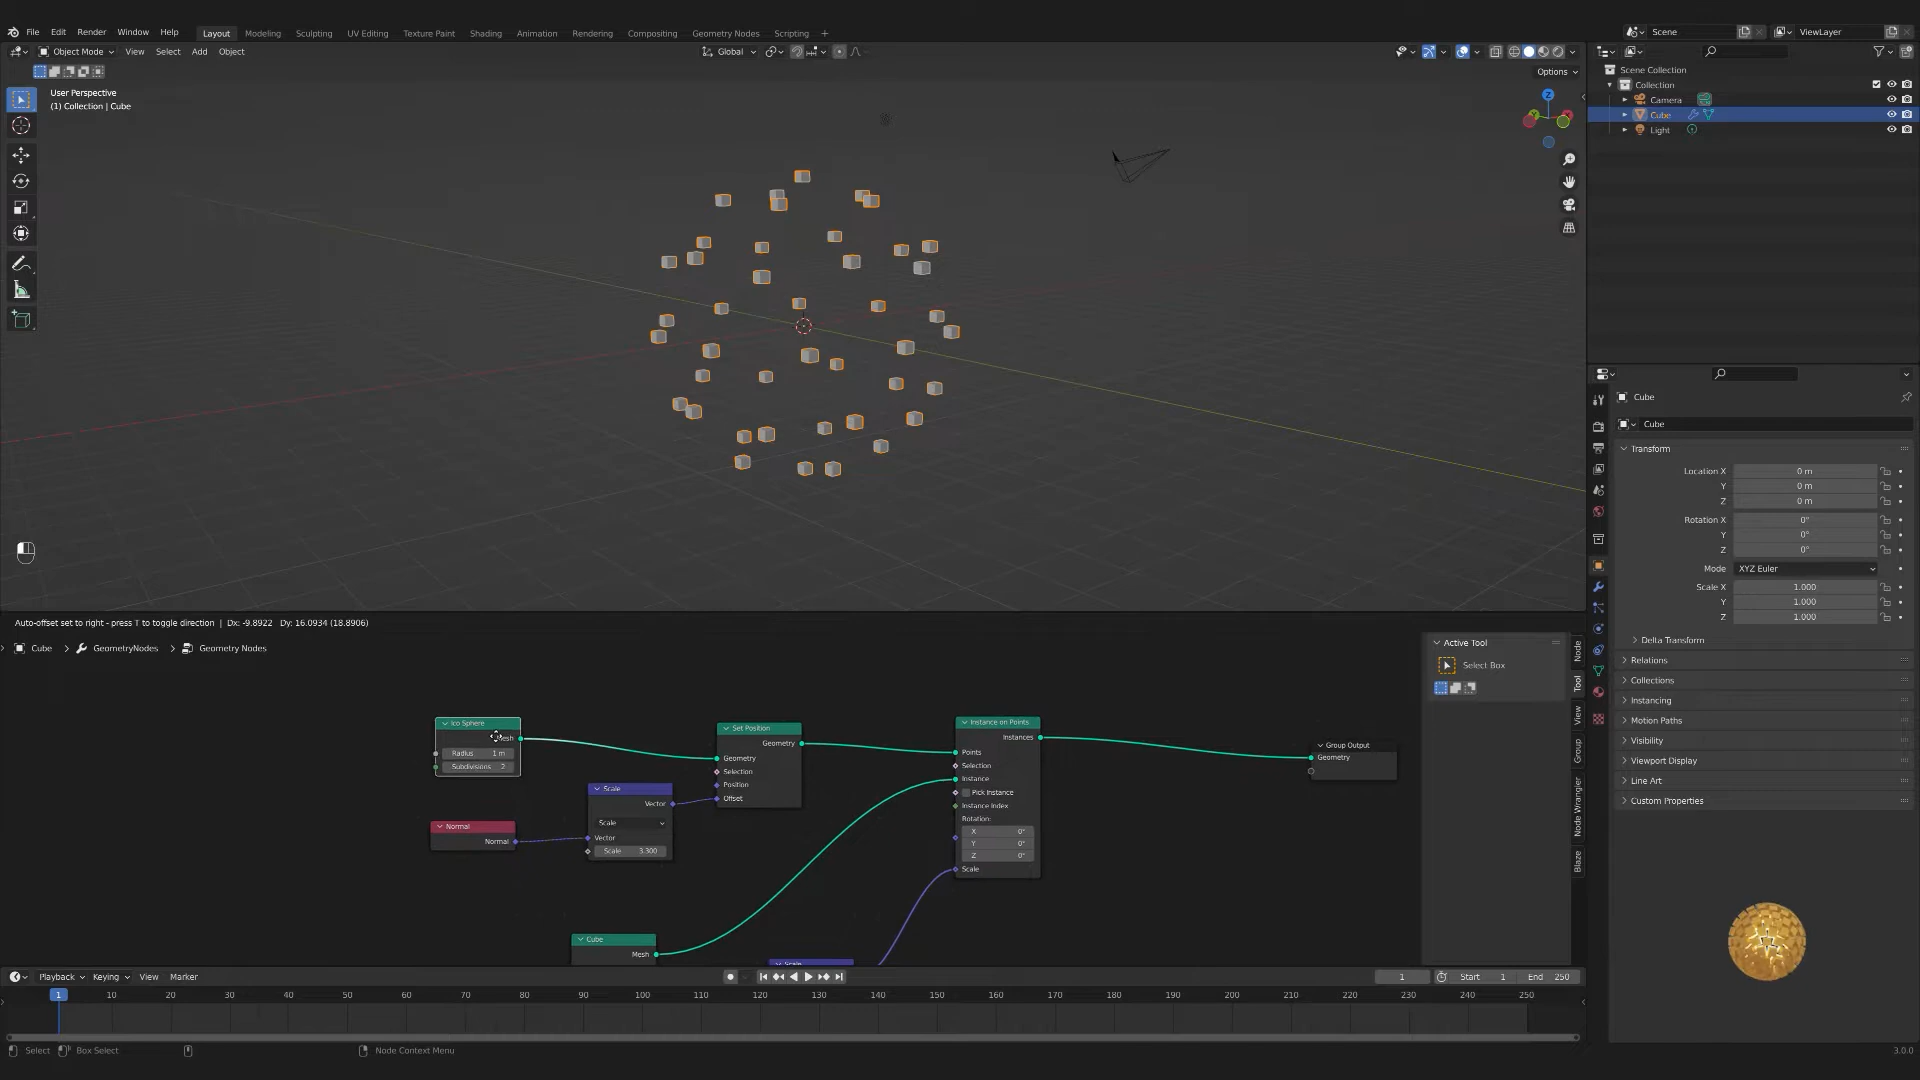 File Edit Render Window Help Layout Modeling Sculpting UV Editing Texture Paint Shading Animation Rendering Compositing Geometry Nodes Scripting + Scene ViewLayer
Object Mode View Select Add Object Global
Options
User Perspective
(1) Collection | Cube
Z
Scene Collection
Collection
Camera
Cube
Light
Cube
Cube
Transform
Location X 0 m
Y 0 m
Z 0 m
Rotation X 0°
Y 0°
Z 0°
Mode XYZ Euler
Scale X 1.000
Y 1.000
Z 1.000
Delta Transform
Relations
Collections
Instancing
Motion Paths
Visibility
Viewport Display
Line Art
Custom Properties
Auto-offset set to right - press T to toggle direction | Dx: -9.8922 Dy: 16.0934 (18.8906)
Cube GeometryNodes Geometry Nodes
Active Tool
Select Box
Node
Tool
View
Group
Node Wrangler
Blaze
Ico Sphere
Radius 1 m
Subdivisions 2
Normal
Normal
Scale
Vector
Scale
Vector
Scale 3.300
Set Position
Geometry
Geometry
Selection
Position
Offset
Cube
Mesh
Instance on Points
Instances
Points
Selection
Instance
Pick Instance
Instance Index
Rotation:
X 0°
Y 0°
Z 0°
Scale
Group Output
Geometry
Playback Keying View Marker 1 Start 1 End 250
1 10 20 30 40 50 60 70 80 90 100 110 120 130 140 150 160 170 180 190 200 210 220 230 240 250
Select Box Select Node Context Menu 3.0.0